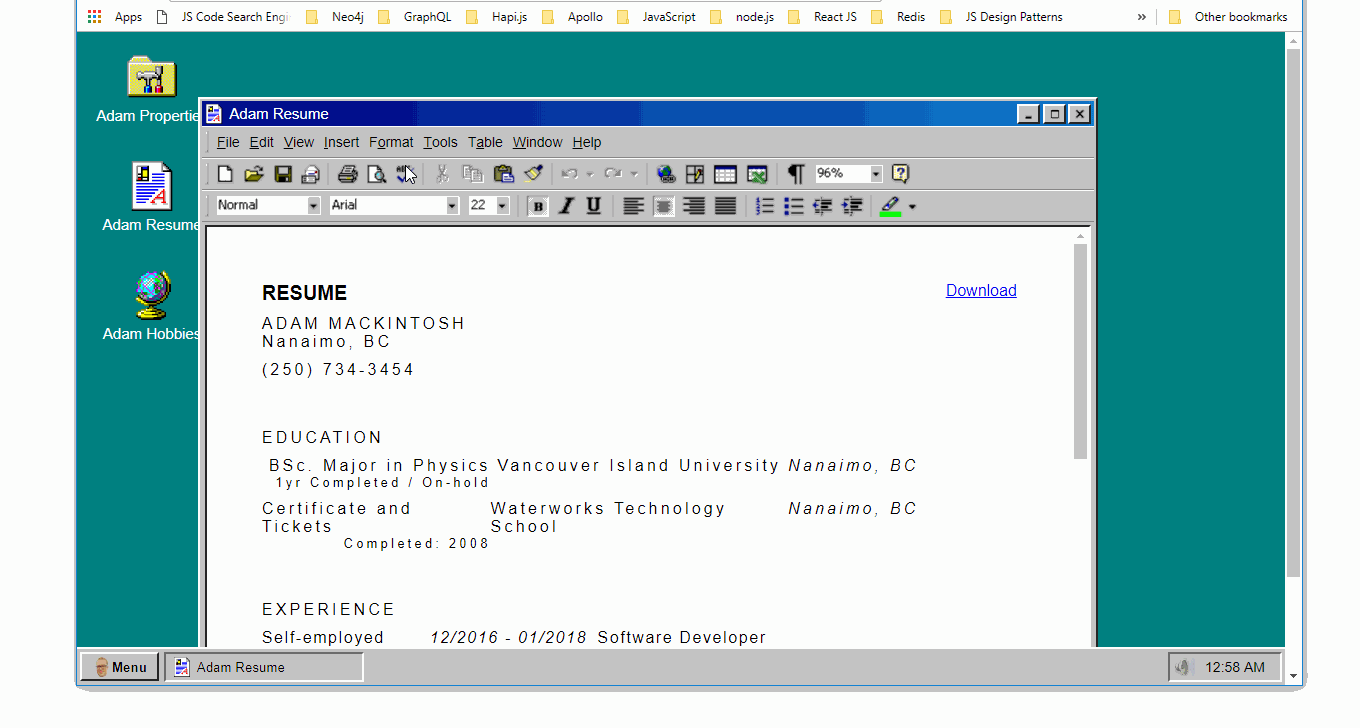 Apps JS Code Search Engi Neo4j GraphQL Hapi.js Apollo JavaScript node.js React JS Redis JS Design Patterns » Other bookmarks
Adam Propertie
Adam Resume
Adam Hobbies
Adam Resume
File Edit View Insert Format Tools Table Window Help
96%
Normal Arial 22 B I U
RESUME Download
ADAM MACKINTOSH
Nanaimo, BC
(250) 734-3454
EDUCATION
BSc. Major in Physics Vancouver Island University Nanaimo, BC
1yr Completed / On-hold
Certificate and Waterworks Technology Nanaimo, BC
Tickets School
Completed: 2008
EXPERIENCE
Self-employed 12/2016 - 01/2018 Software Developer
Menu Adam Resume 12:58 AM